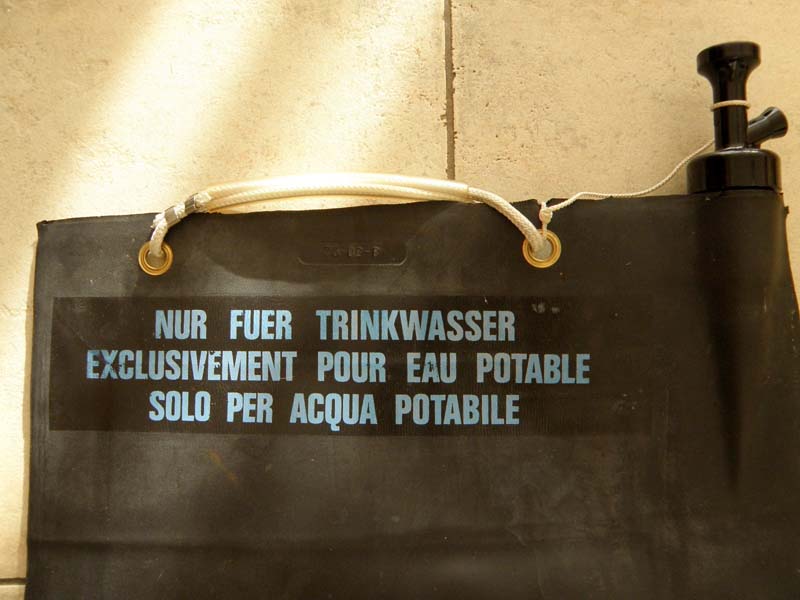 NUR FUER TRINKWASSER
EXCLUSIVEMENT POUR EAU POTABLE
SOLO PER ACQUA POTABILE